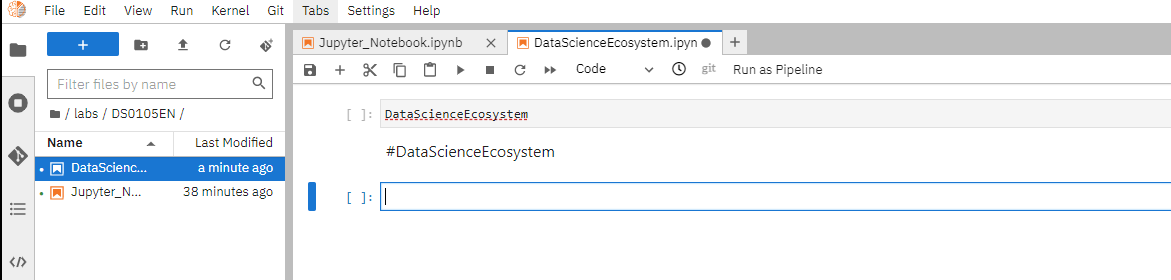 File Edit View Run Kernel Git Tabs Settings Help
+
Jupyter_Notebook.ipynb × DataScienceEcosystem.ipyn +
Code git Run as Pipeline
Filter files by name
/ labs / DS0105EN /
Name Last Modified
DataScienc... a minute ago
Jupyter_N... 38 minutes ago
[ ]: DataScienceEcosystem
#DataScienceEcosystem
[ ]: